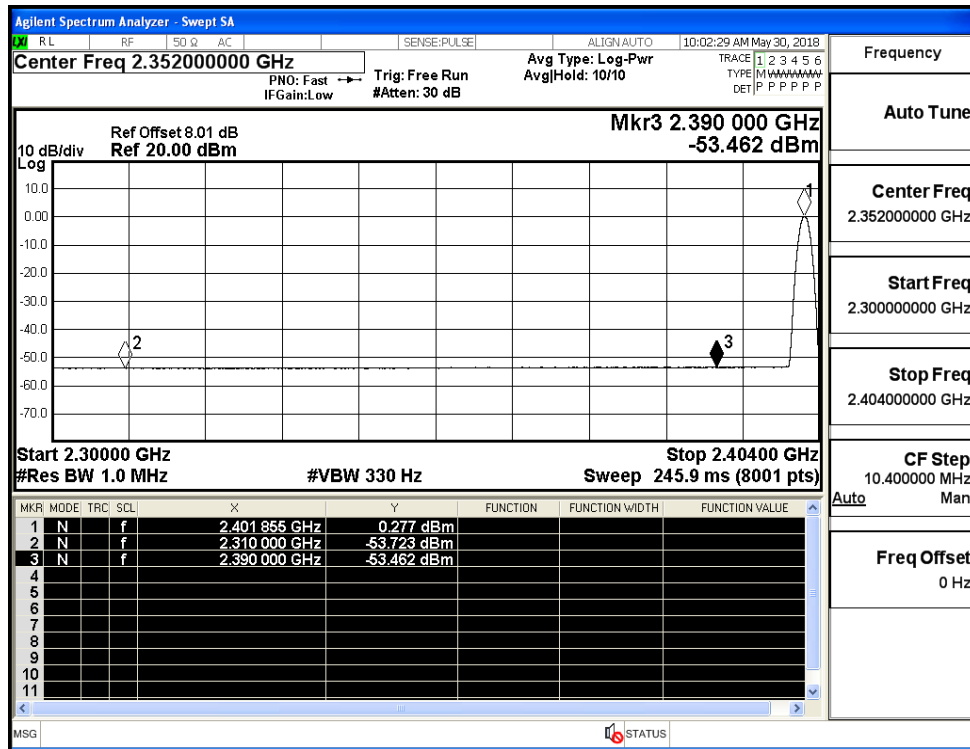 Agilent Spectrum Analyzer - Swept SA
LXI RL RF 50 Ω AC SENSE:PULSE ALIGN AUTO 10:02:29 AM May 30, 2018
Center Freq 2.352000000 GHz
PNO: Fast
IFGain:Low
Trig: Free Run
#Atten: 30 dB
Avg Type: Log-Pwr
Avg|Hold: 10/10
TRACE 1 2 3 4 5 6
TYPE M W W W W W
DET P P P P P P
Ref Offset 8.01 dB
10 dB/div Ref 20.00 dBm
Log
Mkr3 2.390 000 GHz
-53.462 dBm
10.0
0.00
-10.0
-20.0
-30.0
-40.0
-50.0
-60.0
-70.0
1
2
3
Start 2.30000 GHz Stop 2.40400 GHz
#Res BW 1.0 MHz #VBW 330 Hz Sweep 245.9 ms (8001 pts)
MKR MODE TRC SCL X Y FUNCTION FUNCTION WIDTH FUNCTION VALUE
1 N f 2.401 855 GHz 0.277 dBm
2 N f 2.310 000 GHz -53.723 dBm
3 N f 2.390 000 GHz -53.462 dBm
4
5
6
7
8
9
10
11
MSG STATUS
Frequency
Auto Tune
Center Freq
2.352000000 GHz
Start Freq
2.300000000 GHz
Stop Freq
2.404000000 GHz
CF Step
10.400000 MHz
Auto Man
Freq Offset
0 Hz